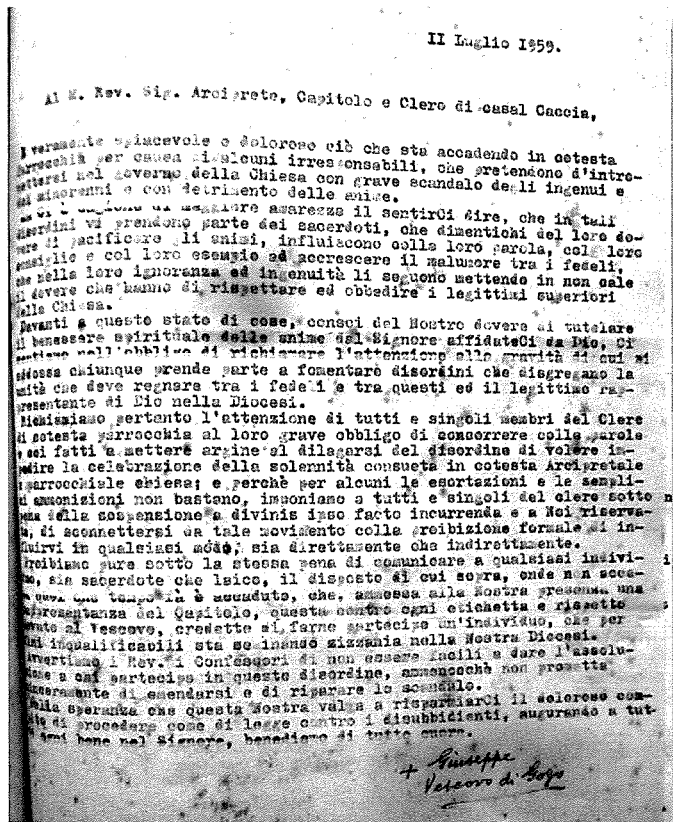 II Luglio I959.
Al M. Rev. Sig. Arciprete, Capitolo e Clero di casal Caccia,
veramente spiacevole e doloroso ciò che sta accadendo in cotesta
parrocchia per causa di alcuni irresponsabili, che pretendono d'intro-
mettersi nel governo della Chiesa con grave scandalo degli ingenui e
dei minorenni e con detrimento delle anime.
Ci è cagione di maggiore amarezza il sentirCi dire, che in tali
disordini vi prendono parte dei sacerdoti, che dimentichi del loro do-
vere di pacificare gli animi, influiscono colla loro parola, col loro
consiglio e col loro esempio ad accrescere il malumore tra i fedeli,
che nella loro ignoranza ed ingenuità li seguono mettendo in non cale
il dovere che hanno di rispettare ed obbedire i legittimi superiori
della Chiesa.
Davanti a questo stato di cose, consci del Nostro dovere di tutelare
il benessere spirituale delle anime dal Signore affidateCi da Dio, Ci
sentiamo nell'obbligo di richiamare l'attenzione alla gravità di cui si
addossa chiunque prende parte a fomentare disordini che disgregano la
unità che deve regnare tra i fedeli e tra questi ed il legittimo rap-
presentante di Dio nella Diocesi.
Richiamiamo pertanto l'attenzione di tutti e singoli membri del Clero
di cotesta parrocchia al loro grave obbligo di concorrere colla parola
e coi fatti a mettere argine al dilagarsi del disordine di volere im-
pedire la celebrazione della solennità consueta in cotesta Arcipretale
parrocchiale chiesa; e perchè per alcuni le esortazioni e le sempli-
ci ammonizioni non bastano, imponiamo a tutti e singoli del clero sotto
pena della sospensione a divinis ipso facto incurrenda e a Noi riserva-
ta, di sconnettersi da tale movimento colla proibizione formale di in-
fluirvi in qualsiasi modo, sia direttamente che indirettamente.
Proibiamo pure sotto la stessa pena di comunicare a qualsiasi indivi-
duo, sia sacerdote che laico, il disposto di cui sopra, onde non
tempo fa è accaduto, che, ammessa alla Nostra presenza una
rappresentanza del Capitolo, questa contro ogni etichetta e rispetto
dovuto al Vescovo, credette di farne partecipe un'individuo, che per
fini inqualificabili sta seminando zizzania nella Nostra Diocesi.
Avvertiamo i Rev.i Confessori di non essere facili a dare l'assolu-
zione a chi partecipa in questo disordine, ammenochè non prometta
sinceramente di emendarsi e di riparare lo scandalo.
Nella speranza che questa Nostra valga a risparmiarCi il doloroso com-
pito di procedere come di legge contro i disubbidienti, augurando a tut-
ti ogni bene nel Signore, benediamo di tutto cuore.
+ Giuseppe
Vescovo di Gozo